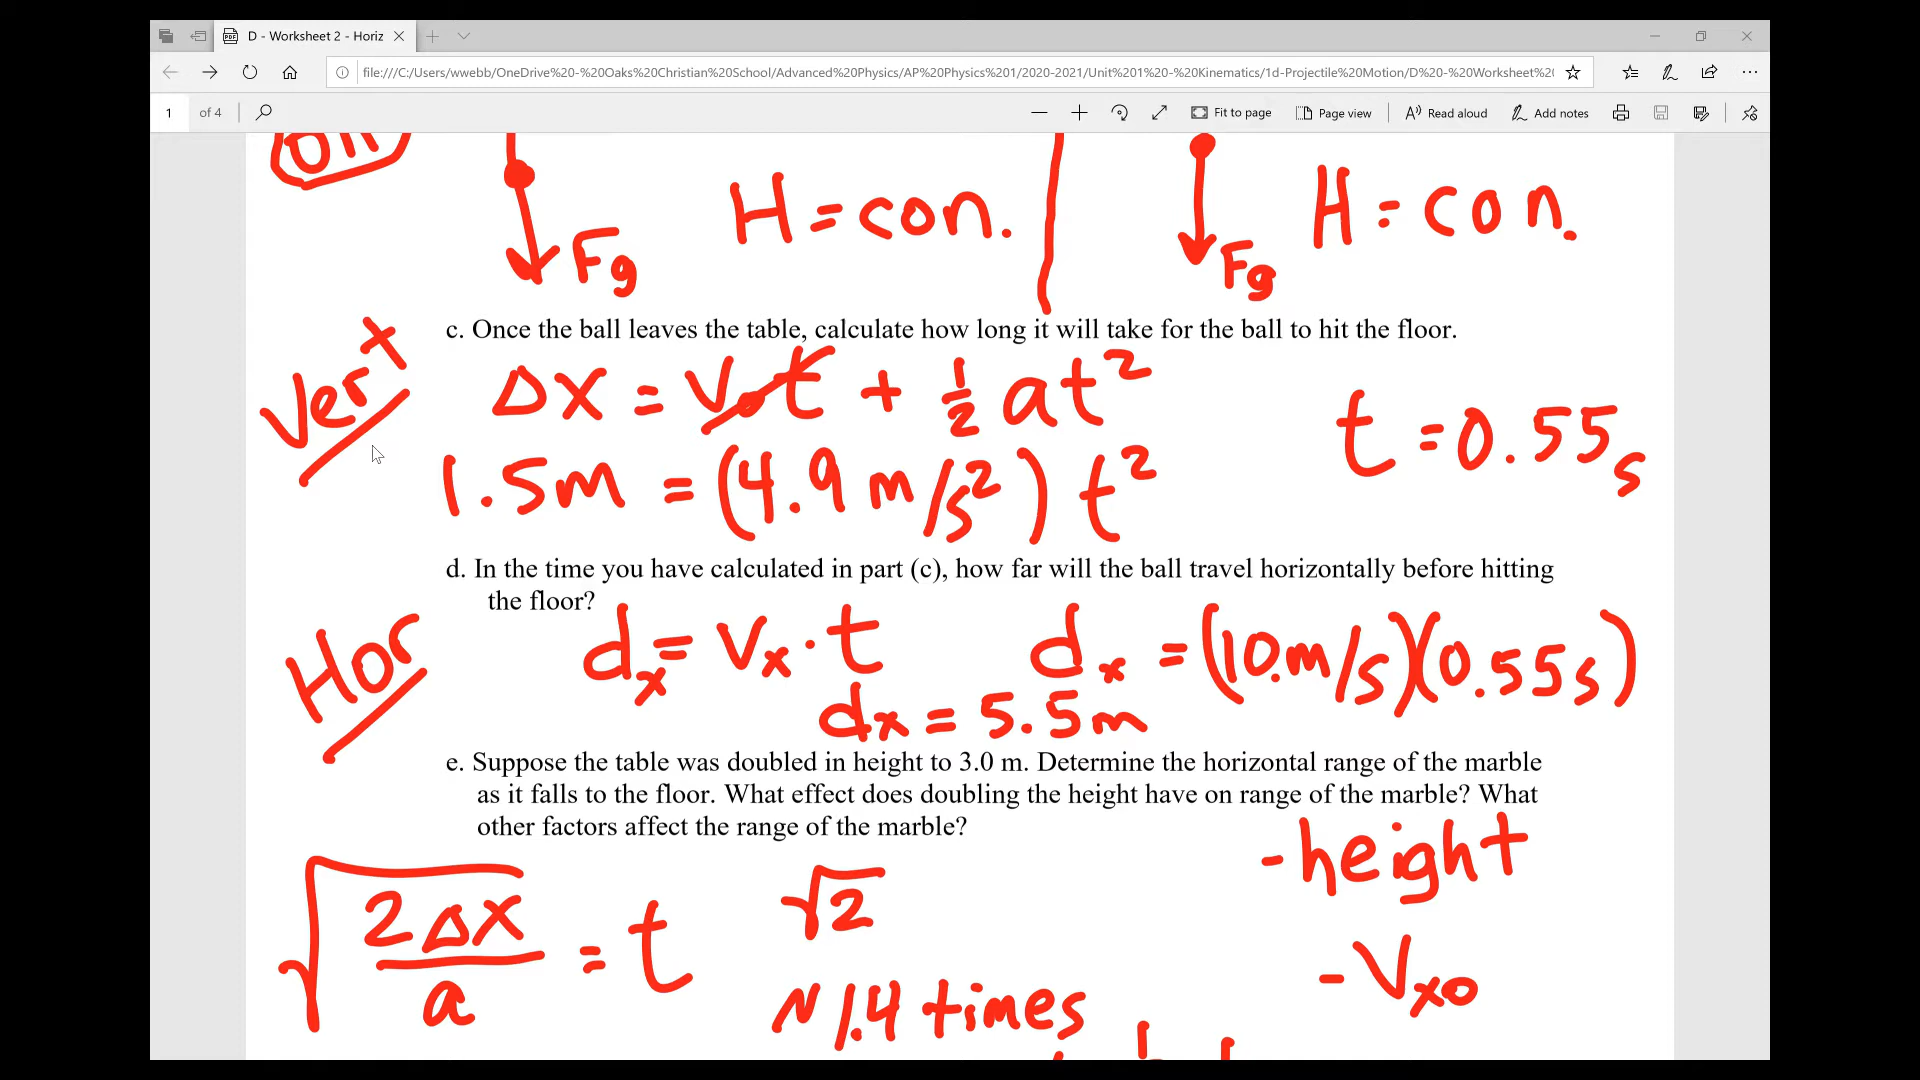 D - Worksheet 2 - Horiz
file:///C:/Users/wwebb/OneDrive%20-%20Oaks%20Christian%20School/Advanced%20Physics/AP%20Physics%201/2020-2021/Unit%201%20-%20Kinematics/1d-Projectile%20Motion/D%20-%20Worksheet%2
1 of 4 Fit to page Page view Read aloud Add notes
H = con. H = con.
Fg Fg
c. Once the ball leaves the table, calculate how long it will take for the ball to hit the floor.
Vert
Δx = v₀t + ½ at²
t = 0.55 s
1.5m = (4.9 m/s²) t²
d. In the time you have calculated in part (c), how far will the ball travel horizontally before hitting
the floor?
Hor
dx = Vx · t dx = (10.m/s)(0.55s)
dx = 5.5m
e. Suppose the table was doubled in height to 3.0 m. Determine the horizontal range of the marble
as it falls to the floor. What effect does doubling the height have on range of the marble? What
other factors affect the range of the marble?
- height
√(2Δx/a) = t √2
- Vxo
~ 1.4 times